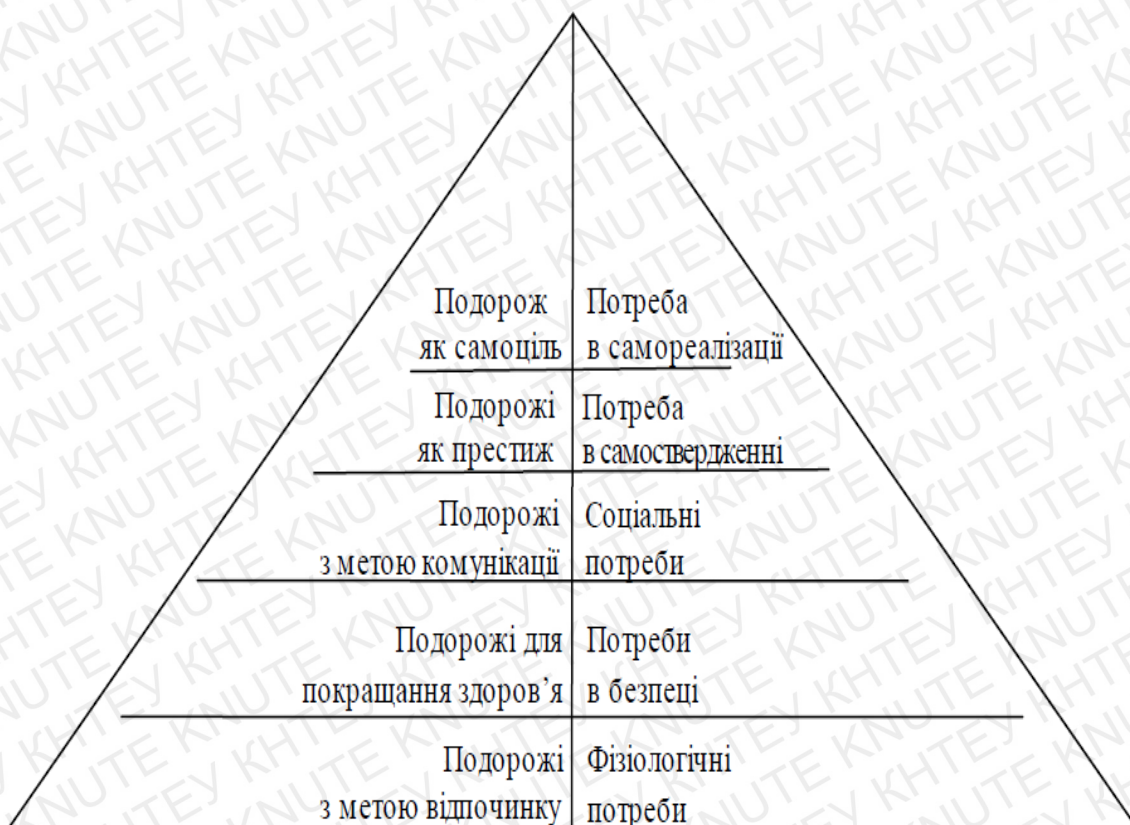 Подорож Потреба
як самоціль в самореалізації
Подорожі Потреба
як престиж в самоствердженні
Подорожі Соціальні
з метою комунікації потреби
Подорожі для Потреби
покращання здоров’я в безпеці
Подорожі Фізіологічні
з метою відпочинку потреби